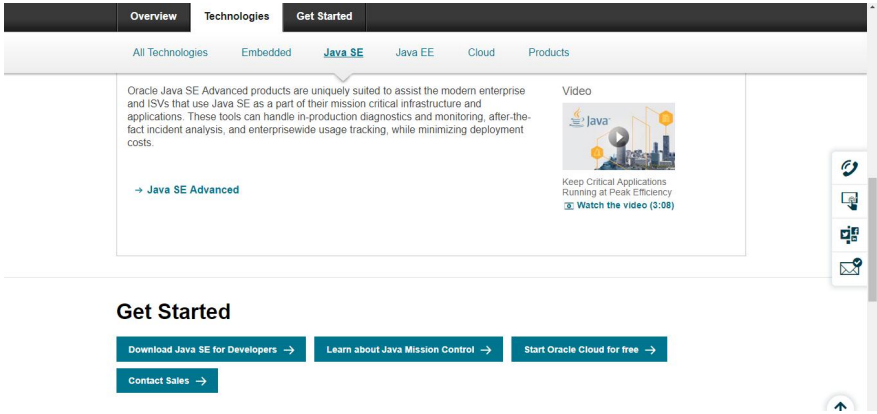 Overview Technologies Get Started
All Technologies Embedded Java SE Java EE Cloud Products
Oracle Java SE Advanced products are uniquely suited to assist the modern enterprise
and ISVs that use Java SE as a part of their mission critical infrastructure and
applications. These tools can handle in-production diagnostics and monitoring, after-the-
fact incident analysis, and enterprisewide usage tracking, while minimizing deployment
costs.
→ Java SE Advanced
Video
Java
Keep Critical Applications
Running at Peak Efficiency
Watch the video (3:08)
Get Started
Download Java SE for Developers →
Learn about Java Mission Control →
Start Oracle Cloud for free →
Contact Sales →